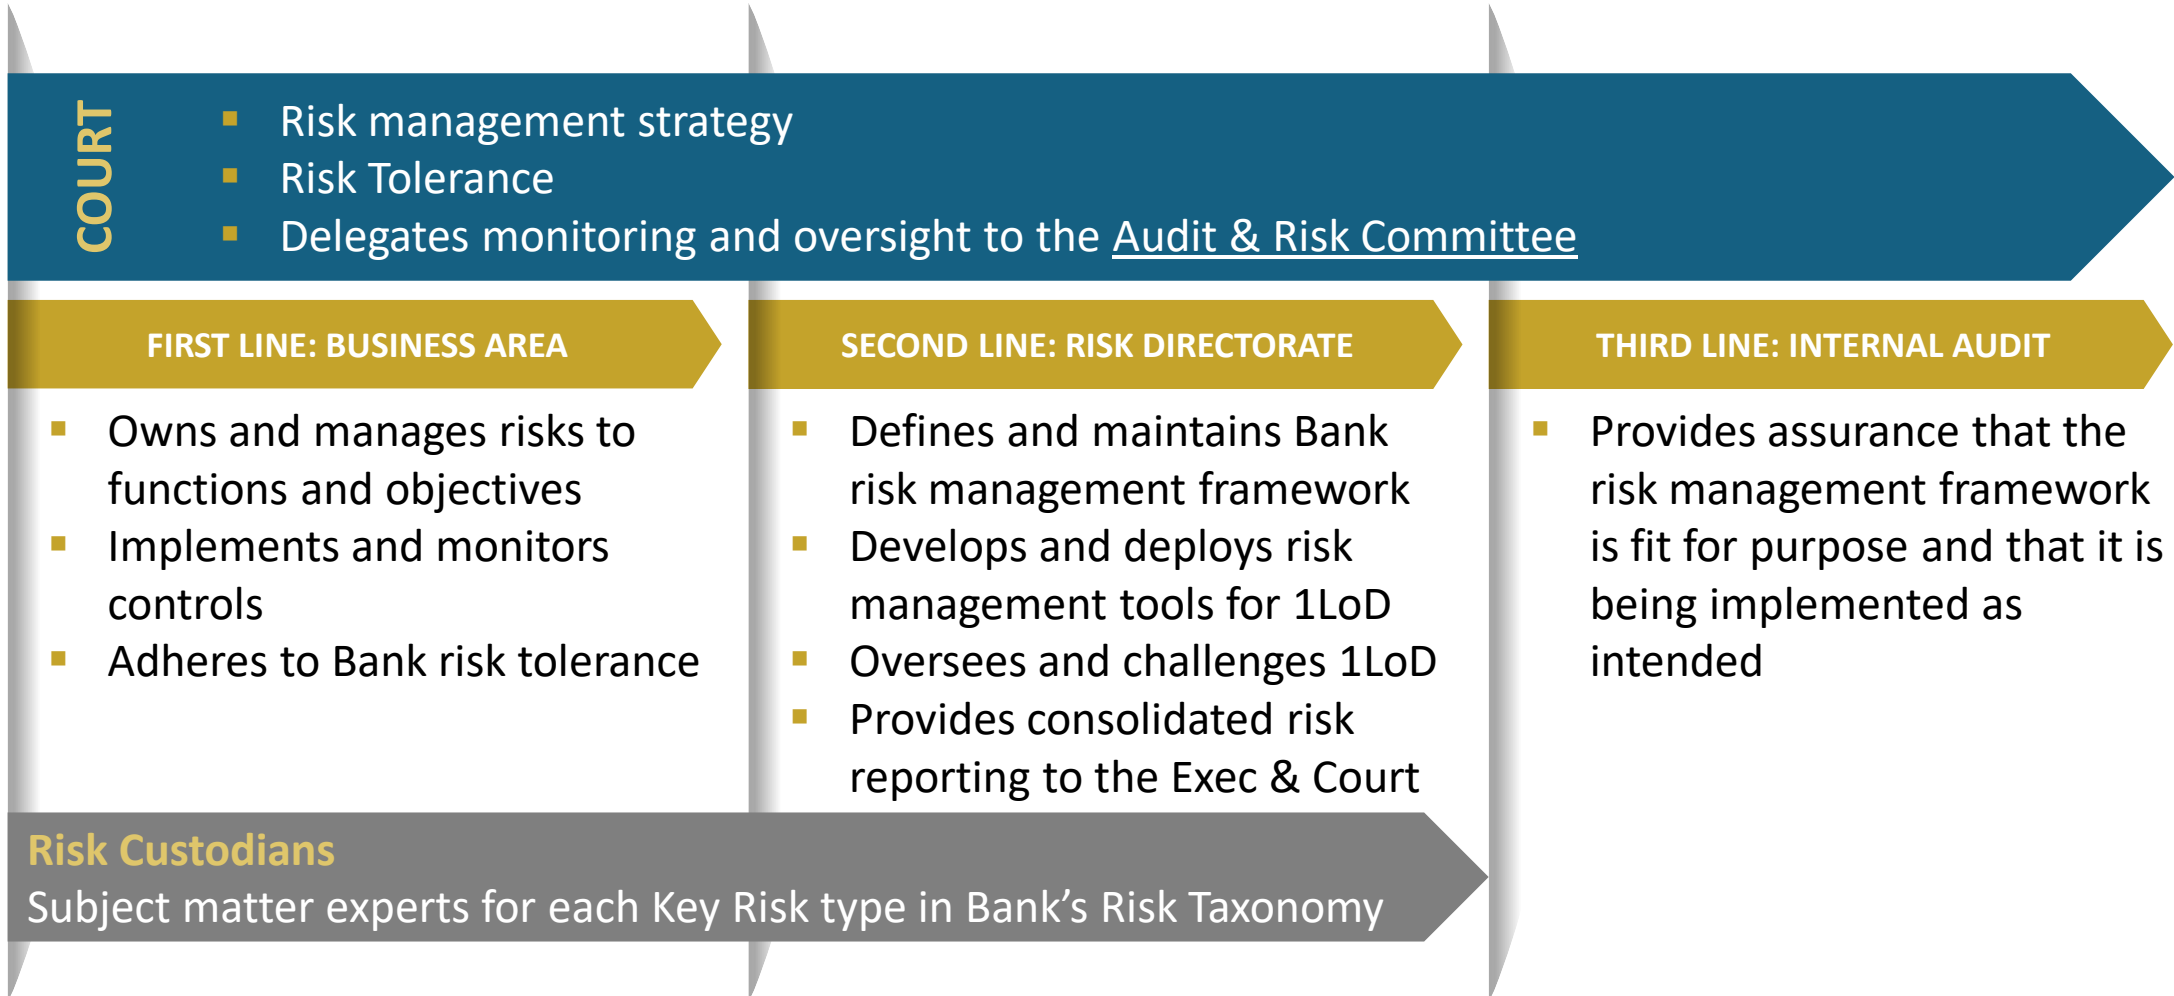 COURT
Risk management strategy
Risk Tolerance
Delegates monitoring and oversight to the Audit & Risk Committee
FIRST LINE: BUSINESS AREA
Owns and manages risks to
functions and objectives
Implements and monitors
controls
Adheres to Bank risk tolerance
SECOND LINE: RISK DIRECTORATE
Defines and maintains Bank
risk management framework
Develops and deploys risk
management tools for 1LoD
Oversees and challenges 1LoD
Provides consolidated risk
reporting to the Exec & Court
THIRD LINE: INTERNAL AUDIT
Provides assurance that the
risk management framework
is fit for purpose and that it is
being implemented as
intended
Risk Custodians
Subject matter experts for each Key Risk type in Bank’s Risk Taxonomy